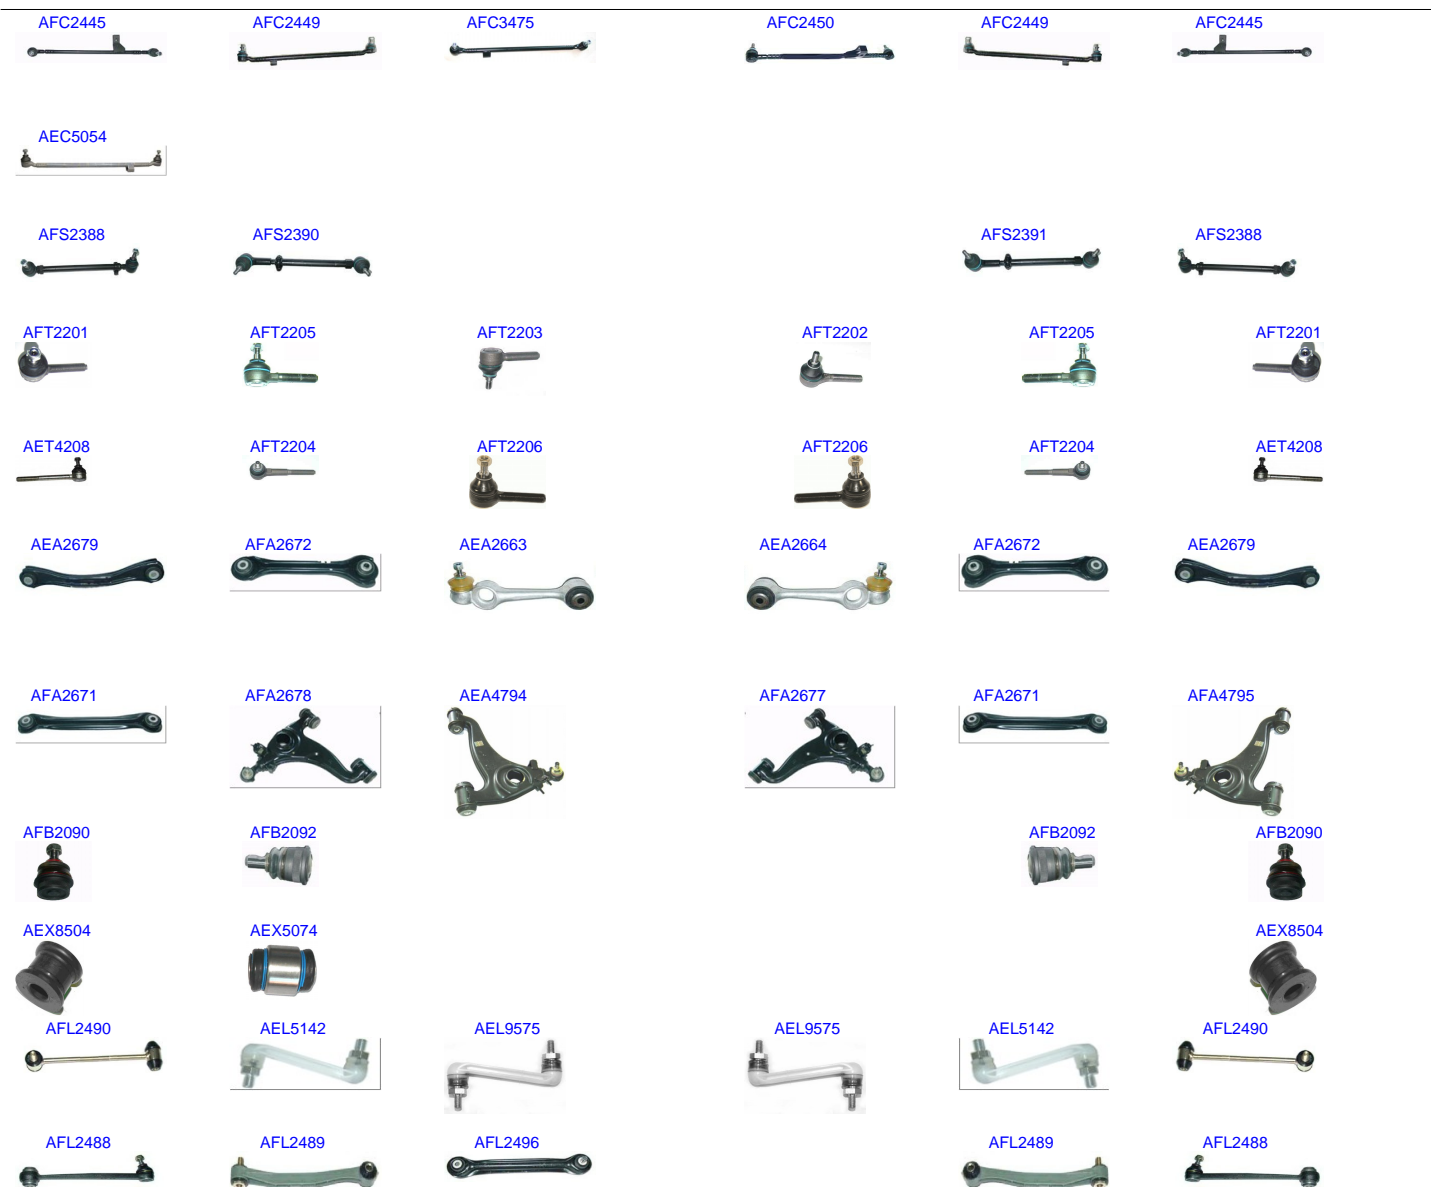 AFC2445 AFC2449 AFC3475 AFC2450 AFC2449 AFC2445
AEC5054
AFS2388 AFS2390 AFS2391 AFS2388
AFT2201 AFT2205 AFT2203 AFT2202 AFT2205 AFT2201
AET4208 AFT2204 AFT2206 AFT2206 AFT2204 AET4208
AEA2679 AFA2672 AEA2663 AEA2664 AFA2672 AEA2679
AFA2671 AFA2678 AEA4794 AFA2677 AFA2671 AFA4795
AFB2090 AFB2092 AFB2092 AFB2090
AEX8504 AEX5074 AEX8504
AFL2490 AEL5142 AEL9575 AEL9575 AEL5142 AFL2490
AFL2488 AFL2489 AFL2496 AFL2489 AFL2488